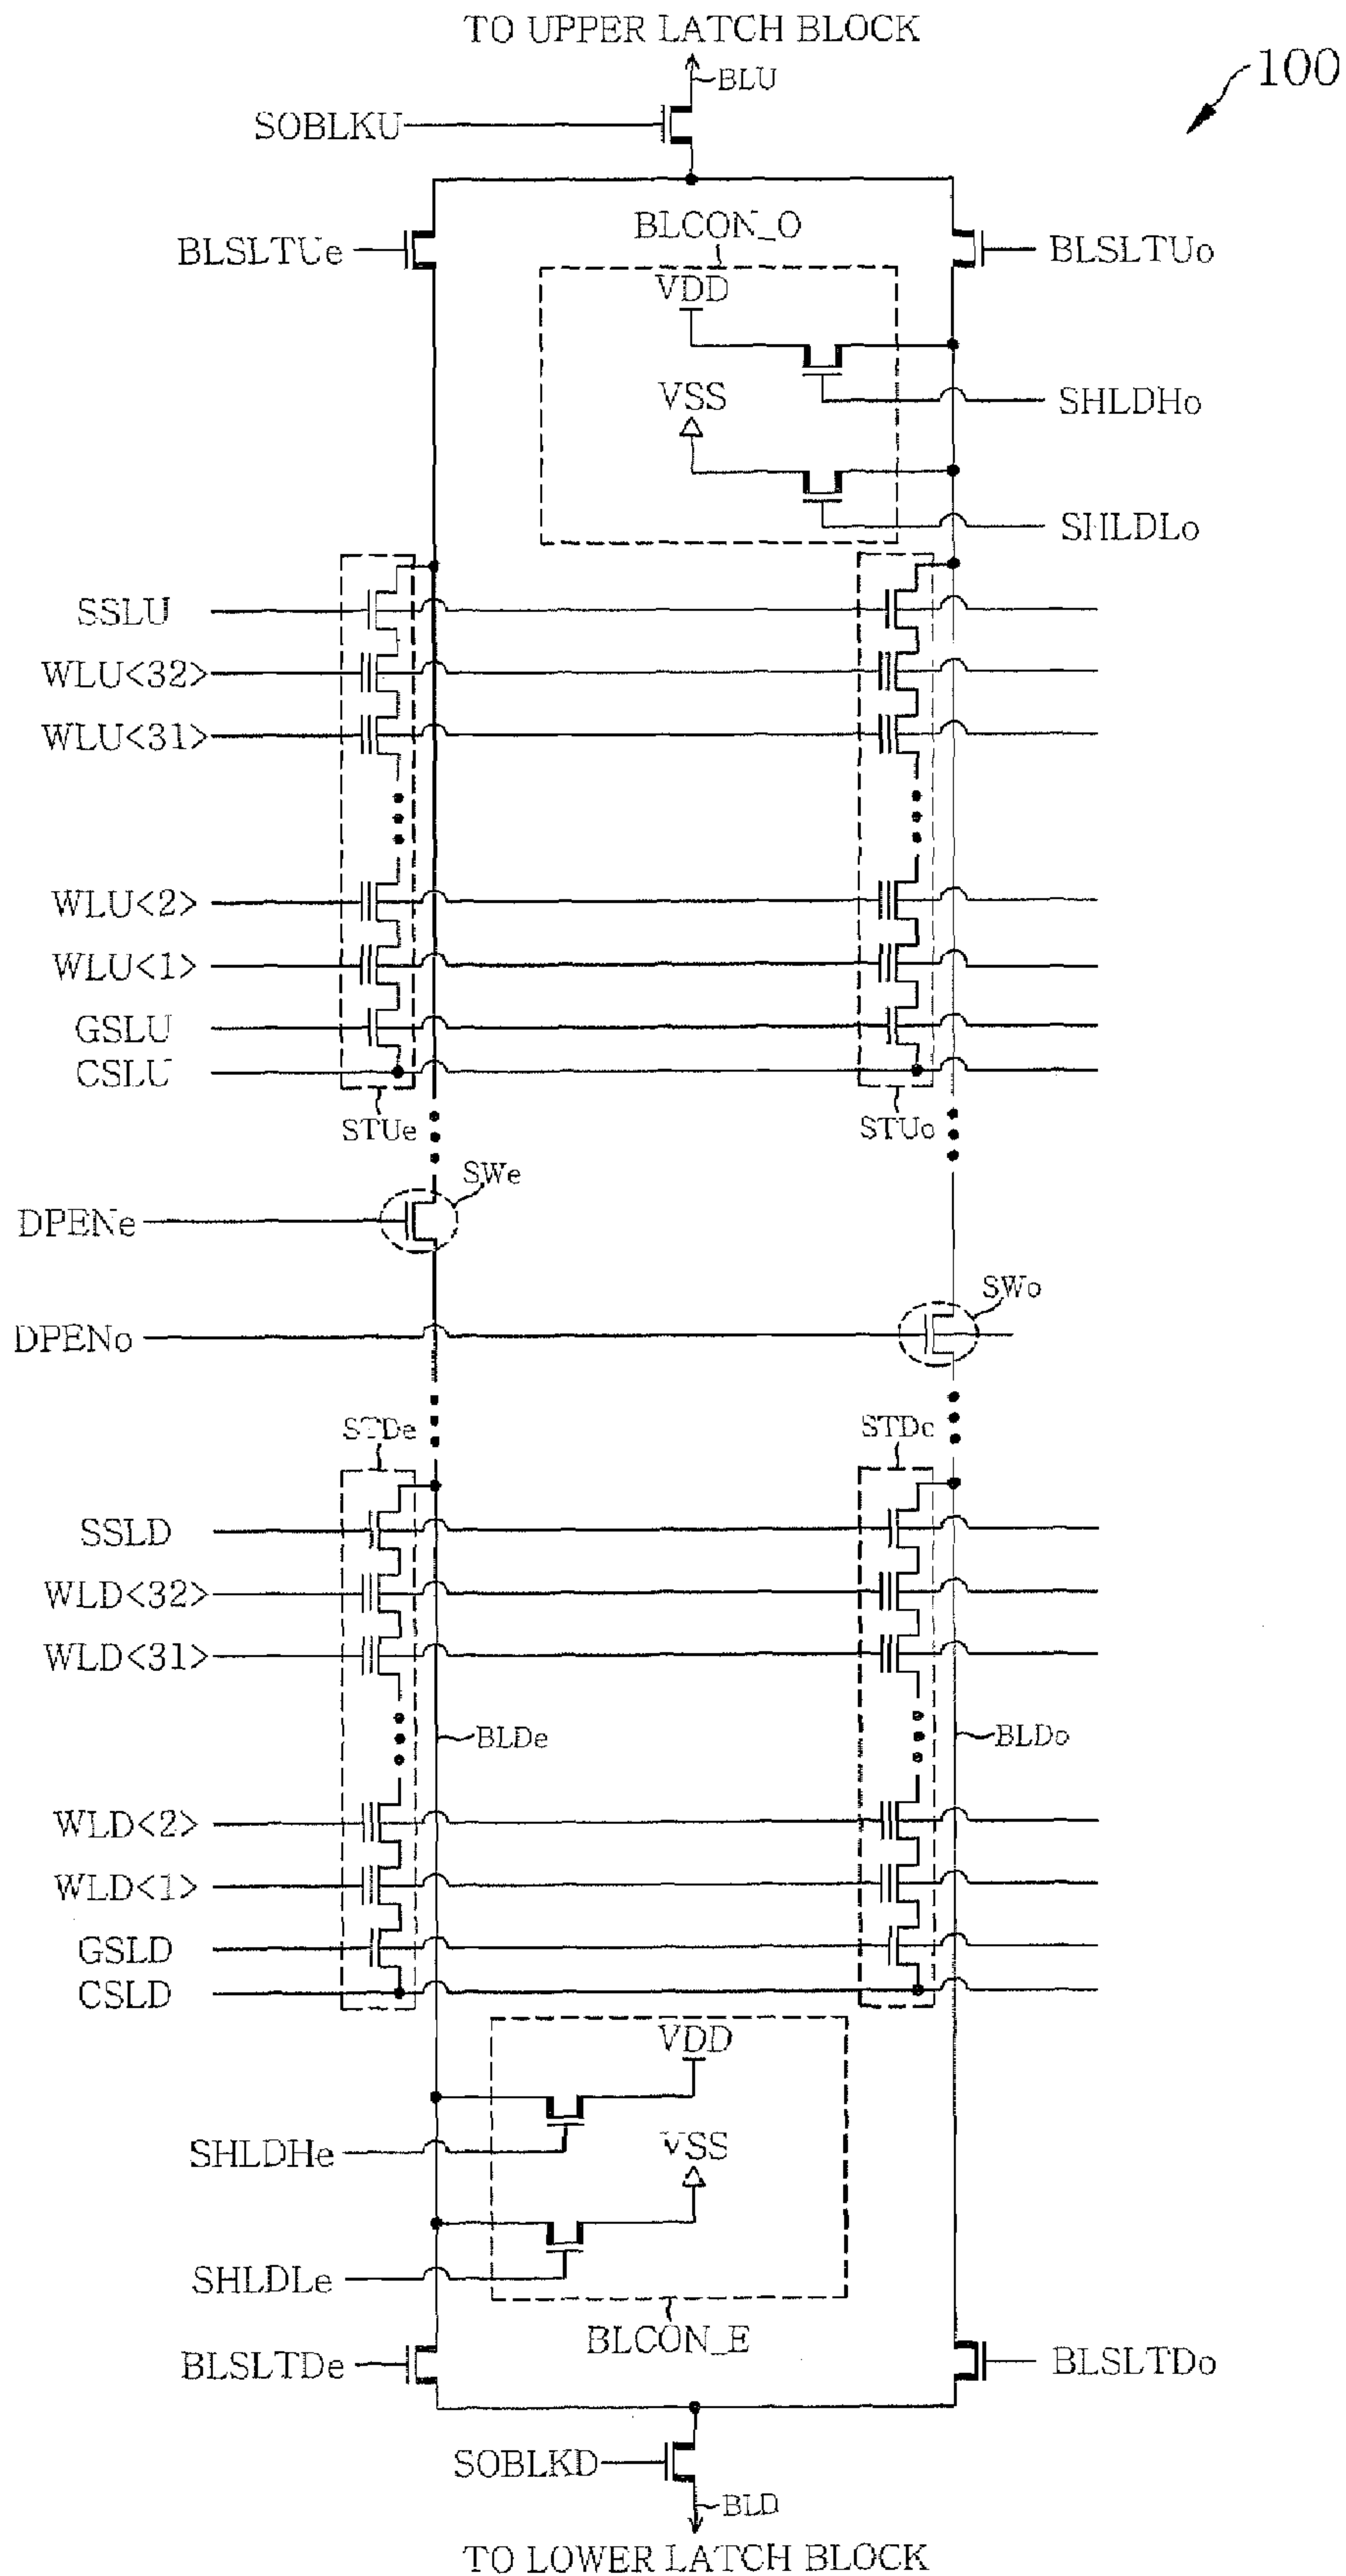 TO UPPER LATCH BLOCK
BLU
100
SOBLKU
BLCON_O
BLSLTUe
BLSLTUo
VDD
VSS
SHLDHo
SHLDLo
SSLU
WLU<32>
WLU<31>
WLU<2>
WLU<1>
GSLU
CSLU
STUe
STUo
SWe
DPENe
SWo
DPENo
STDe
STDo
SSLD
WLD<32>
WLD<31>
BLDe
BLDo
WLD<2>
WLD<1>
GSLD
CSLD
VDD
SHLDHe
VSS
SHLDLe
BLCON_E
BLSLTDe
BLSLTDo
SOBLKD
BLD
TO LOWER LATCH BLOCK